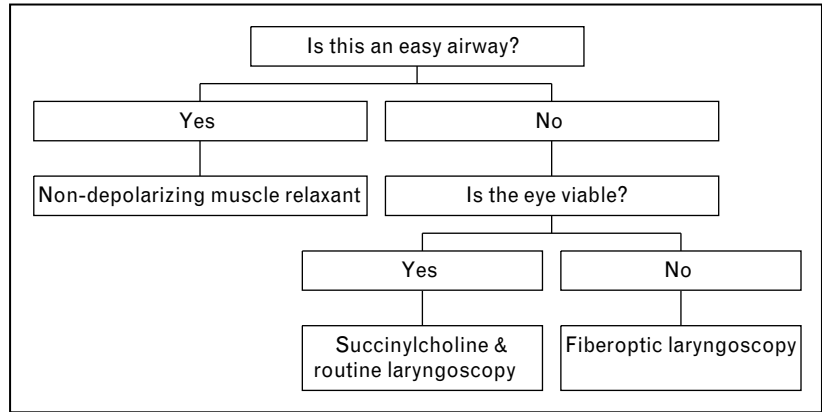 Is this an easy airway?
Yes
No
Non-depolarizing muscle relaxant
Is the eye viable?
Yes
No
Succinylcholine &
routine laryngoscopy
Fiberoptic laryngoscopy